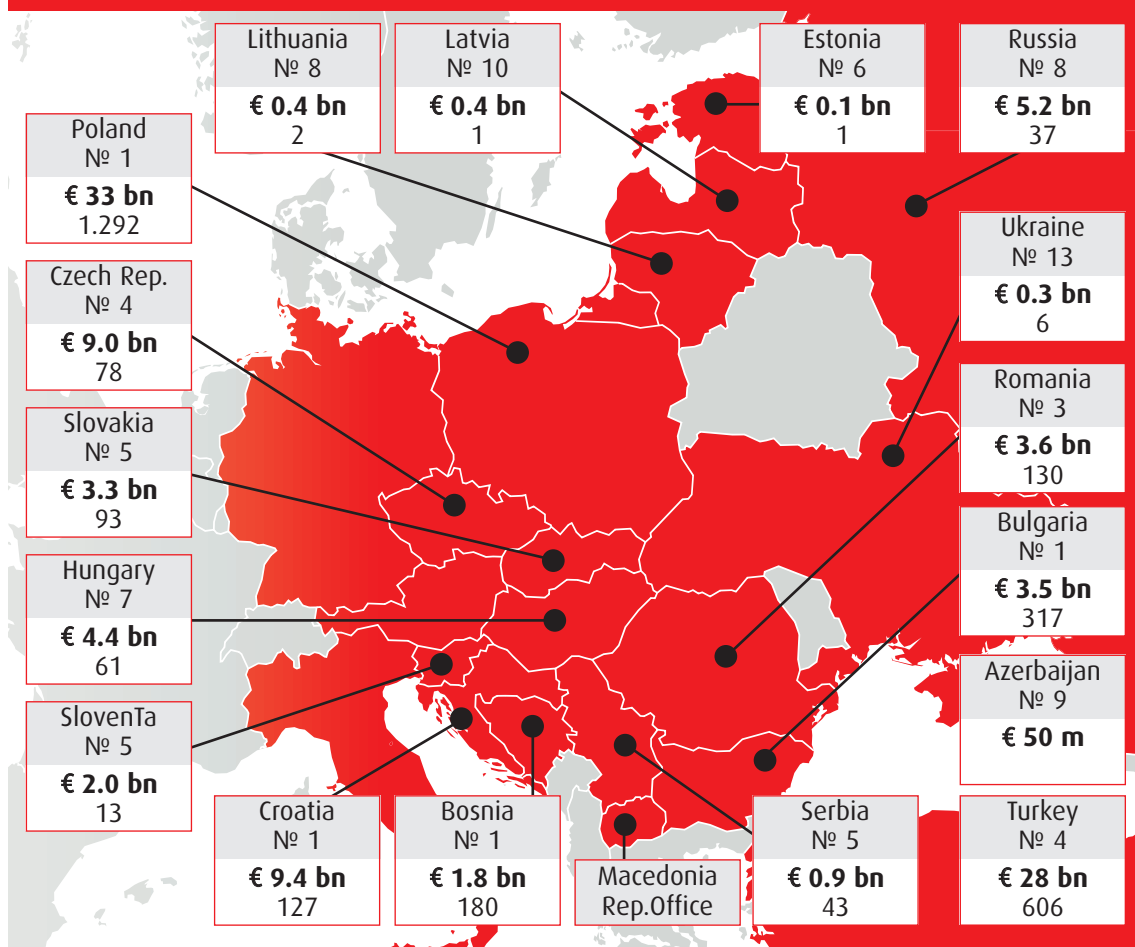 Lithuania
№ 8
€ 0.4 bn
2
Latvia
№ 10
€ 0.4 bn
1
Estonia
№ 6
€ 0.1 bn
1
Russia
№ 8
€ 5.2 bn
37
Poland
№ 1
€ 33 bn
1.292
Ukraine
№ 13
€ 0.3 bn
6
Czech Rep.
№ 4
€ 9.0 bn
78
Romania
№ 3
€ 3.6 bn
130
Slovakia
№ 5
€ 3.3 bn
93
Bulgaria
№ 1
€ 3.5 bn
317
Hungary
№ 7
€ 4.4 bn
61
Azerbaijan
№ 9
€ 50 m
SlovenTa
№ 5
€ 2.0 bn
13
Croatia
№ 1
€ 9.4 bn
127
Bosnia
№ 1
€ 1.8 bn
180
Macedonia
Rep.Office
Serbia
№ 5
€ 0.9 bn
43
Turkey
№ 4
€ 28 bn
606